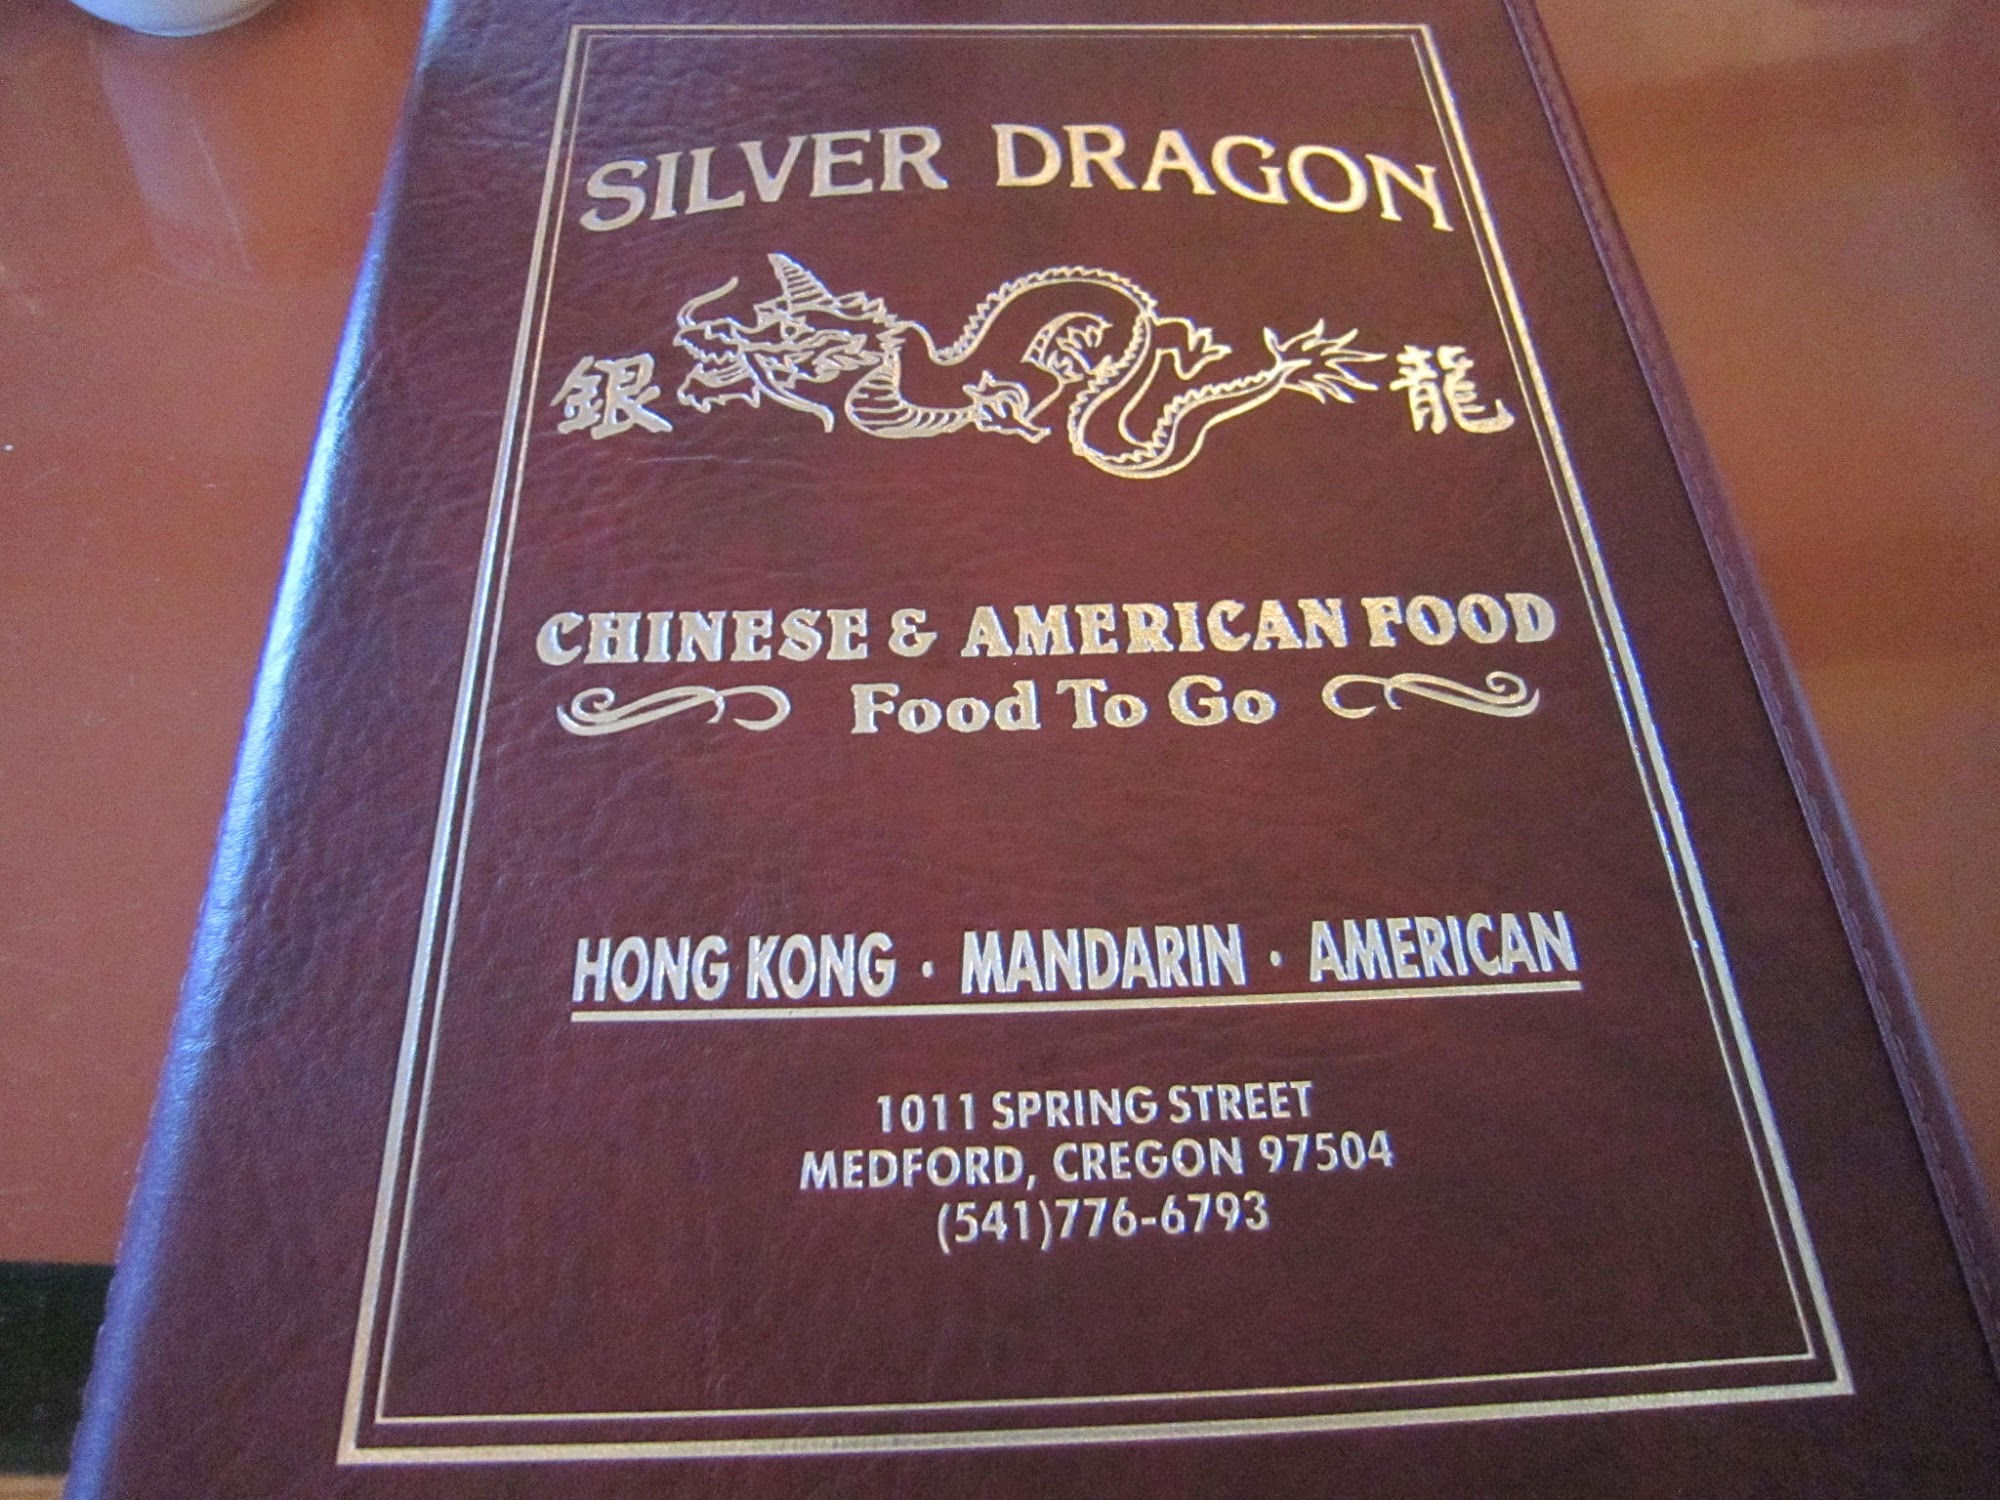 SILVER DRAGON
銀 龍
CHINESE & AMERICAN FOOD
Food To Go
HONG KONG · MANDARIN · AMERICAN
1011 SPRING STREET
MEDFORD, CREGON 97504
(541)776-6793